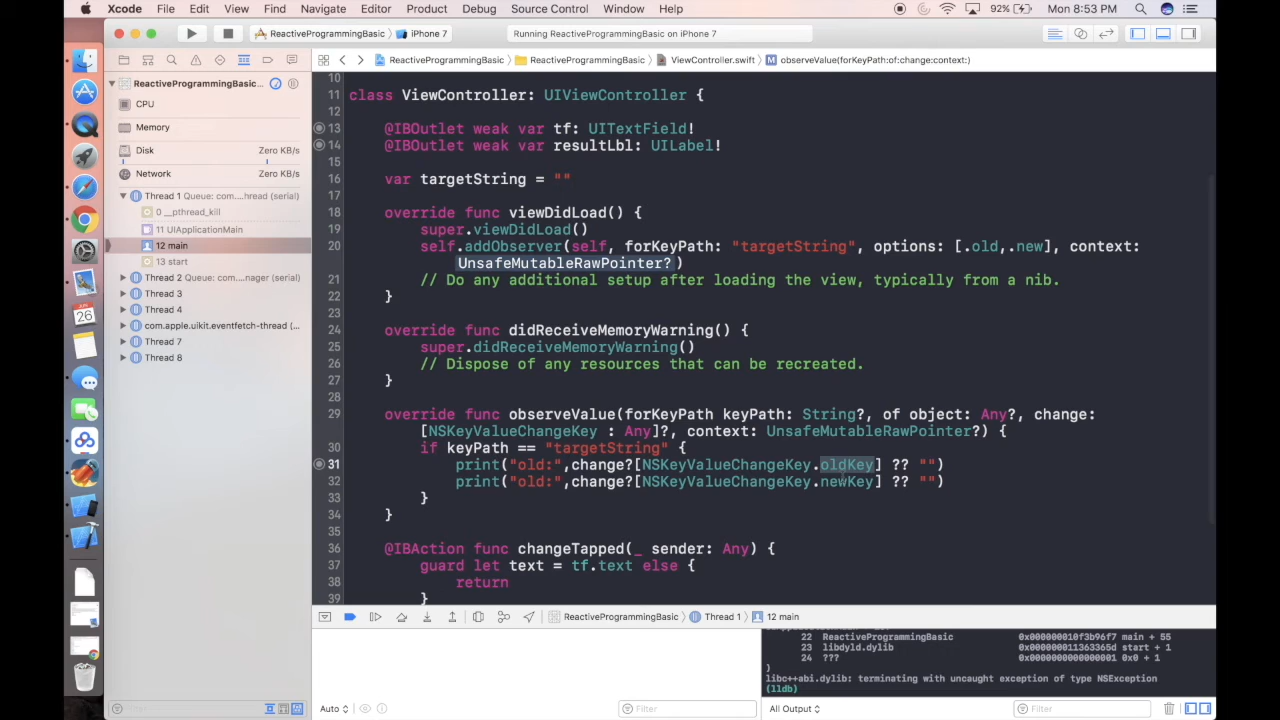 Xcode File Edit View Find Navigate Editor Product Debug Source Control Window Help 92% Mon 8:53 PM
ReactiveProgrammingBasic iPhone 7 Running ReactiveProgrammingBasic on iPhone 7
ReactiveProgrammingBasic ReactiveProgrammingBasic ViewController.swift M observeValue(forKeyPath:of:change:context:)
ReactiveProgrammingBasic...
CPU
Memory
Disk Zero KB/s
Network Zero KB/s
Thread 1 Queue: com....hread (serial)
0 __pthread_kill
11 UIApplicationMain
12 main
13 start
Thread 2 Queue: com....nager (serial)
Thread 3
Thread 4
com.apple.uikit.eventfetch-thread (...
Thread 7
Thread 8
26
10
11 class ViewController: UIViewController {
12
13 @IBOutlet weak var tf: UITextField!
14 @IBOutlet weak var resultLbl: UILabel!
15
16 var targetString = ""
17
18 override func viewDidLoad() {
19 super.viewDidLoad()
20 self.addObserver(self, forKeyPath: "targetString", options: [.old,.new], context:
UnsafeMutableRawPointer?)
21 // Do any additional setup after loading the view, typically from a nib.
22 }
23
24 override func didReceiveMemoryWarning() {
25 super.didReceiveMemoryWarning()
26 // Dispose of any resources that can be recreated.
27 }
28
29 override func observeValue(forKeyPath keyPath: String?, of object: Any?, change:
[NSKeyValueChangeKey : Any]?, context: UnsafeMutableRawPointer?) {
30 if keyPath == "targetString" {
31 print("old:",change?[NSKeyValueChangeKey.oldKey] ?? "")
32 print("old:",change?[NSKeyValueChangeKey.newKey] ?? "")
33 }
34 }
35
36 @IBAction func changeTapped(_ sender: Any) {
37 guard let text = tf.text else {
38 return
39 }
ReactiveProgrammingBasic Thread 1 12 main
22 ReactiveProgrammingBasic 0x000000010f3b96f7 main + 55
23 libdyld.dylib 0x000000011363365d start + 1
24 ??? 0x0000000000000001 0x0 + 1
)
libc++abi.dylib: terminating with uncaught exception of type NSException
(lldb)
Filter Auto Filter All Output Filter